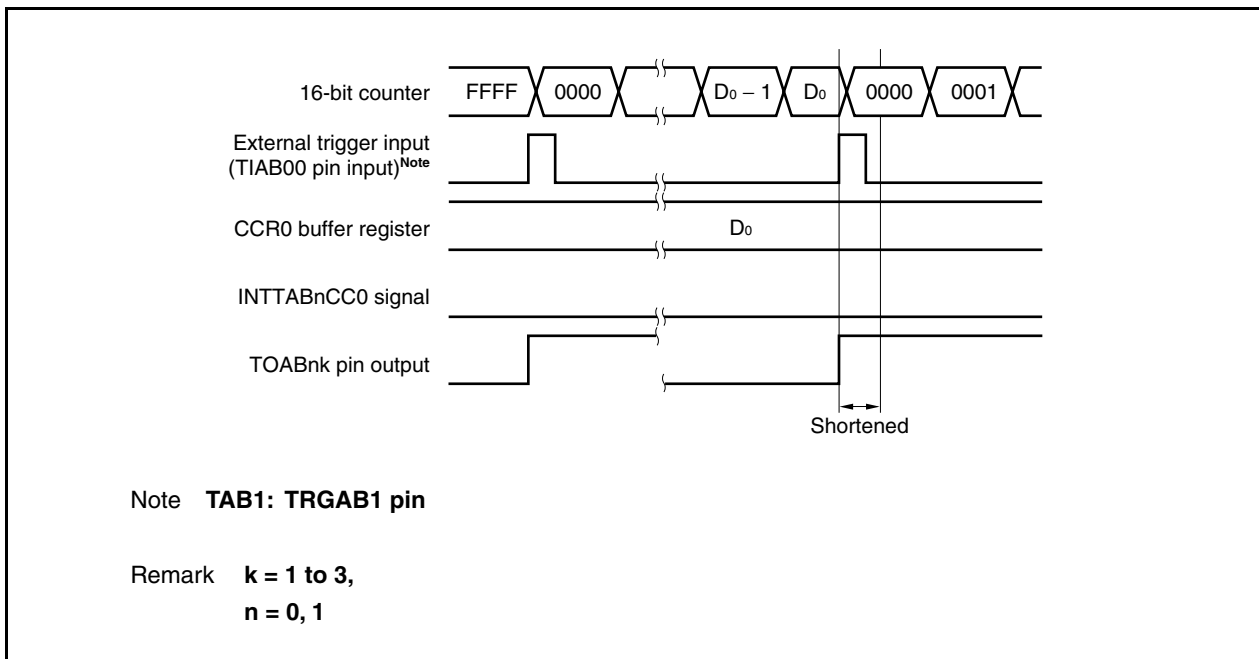 16-bit counter FFFF 0000 D₀ − 1 D₀ 0000 0001
External trigger input
(TIAB00 pin input)Note
CCR0 buffer register D₀
INTTABnCC0 signal
TOABnk pin output
Shortened
Note TAB1: TRGAB1 pin
Remark k = 1 to 3,
n = 0, 1